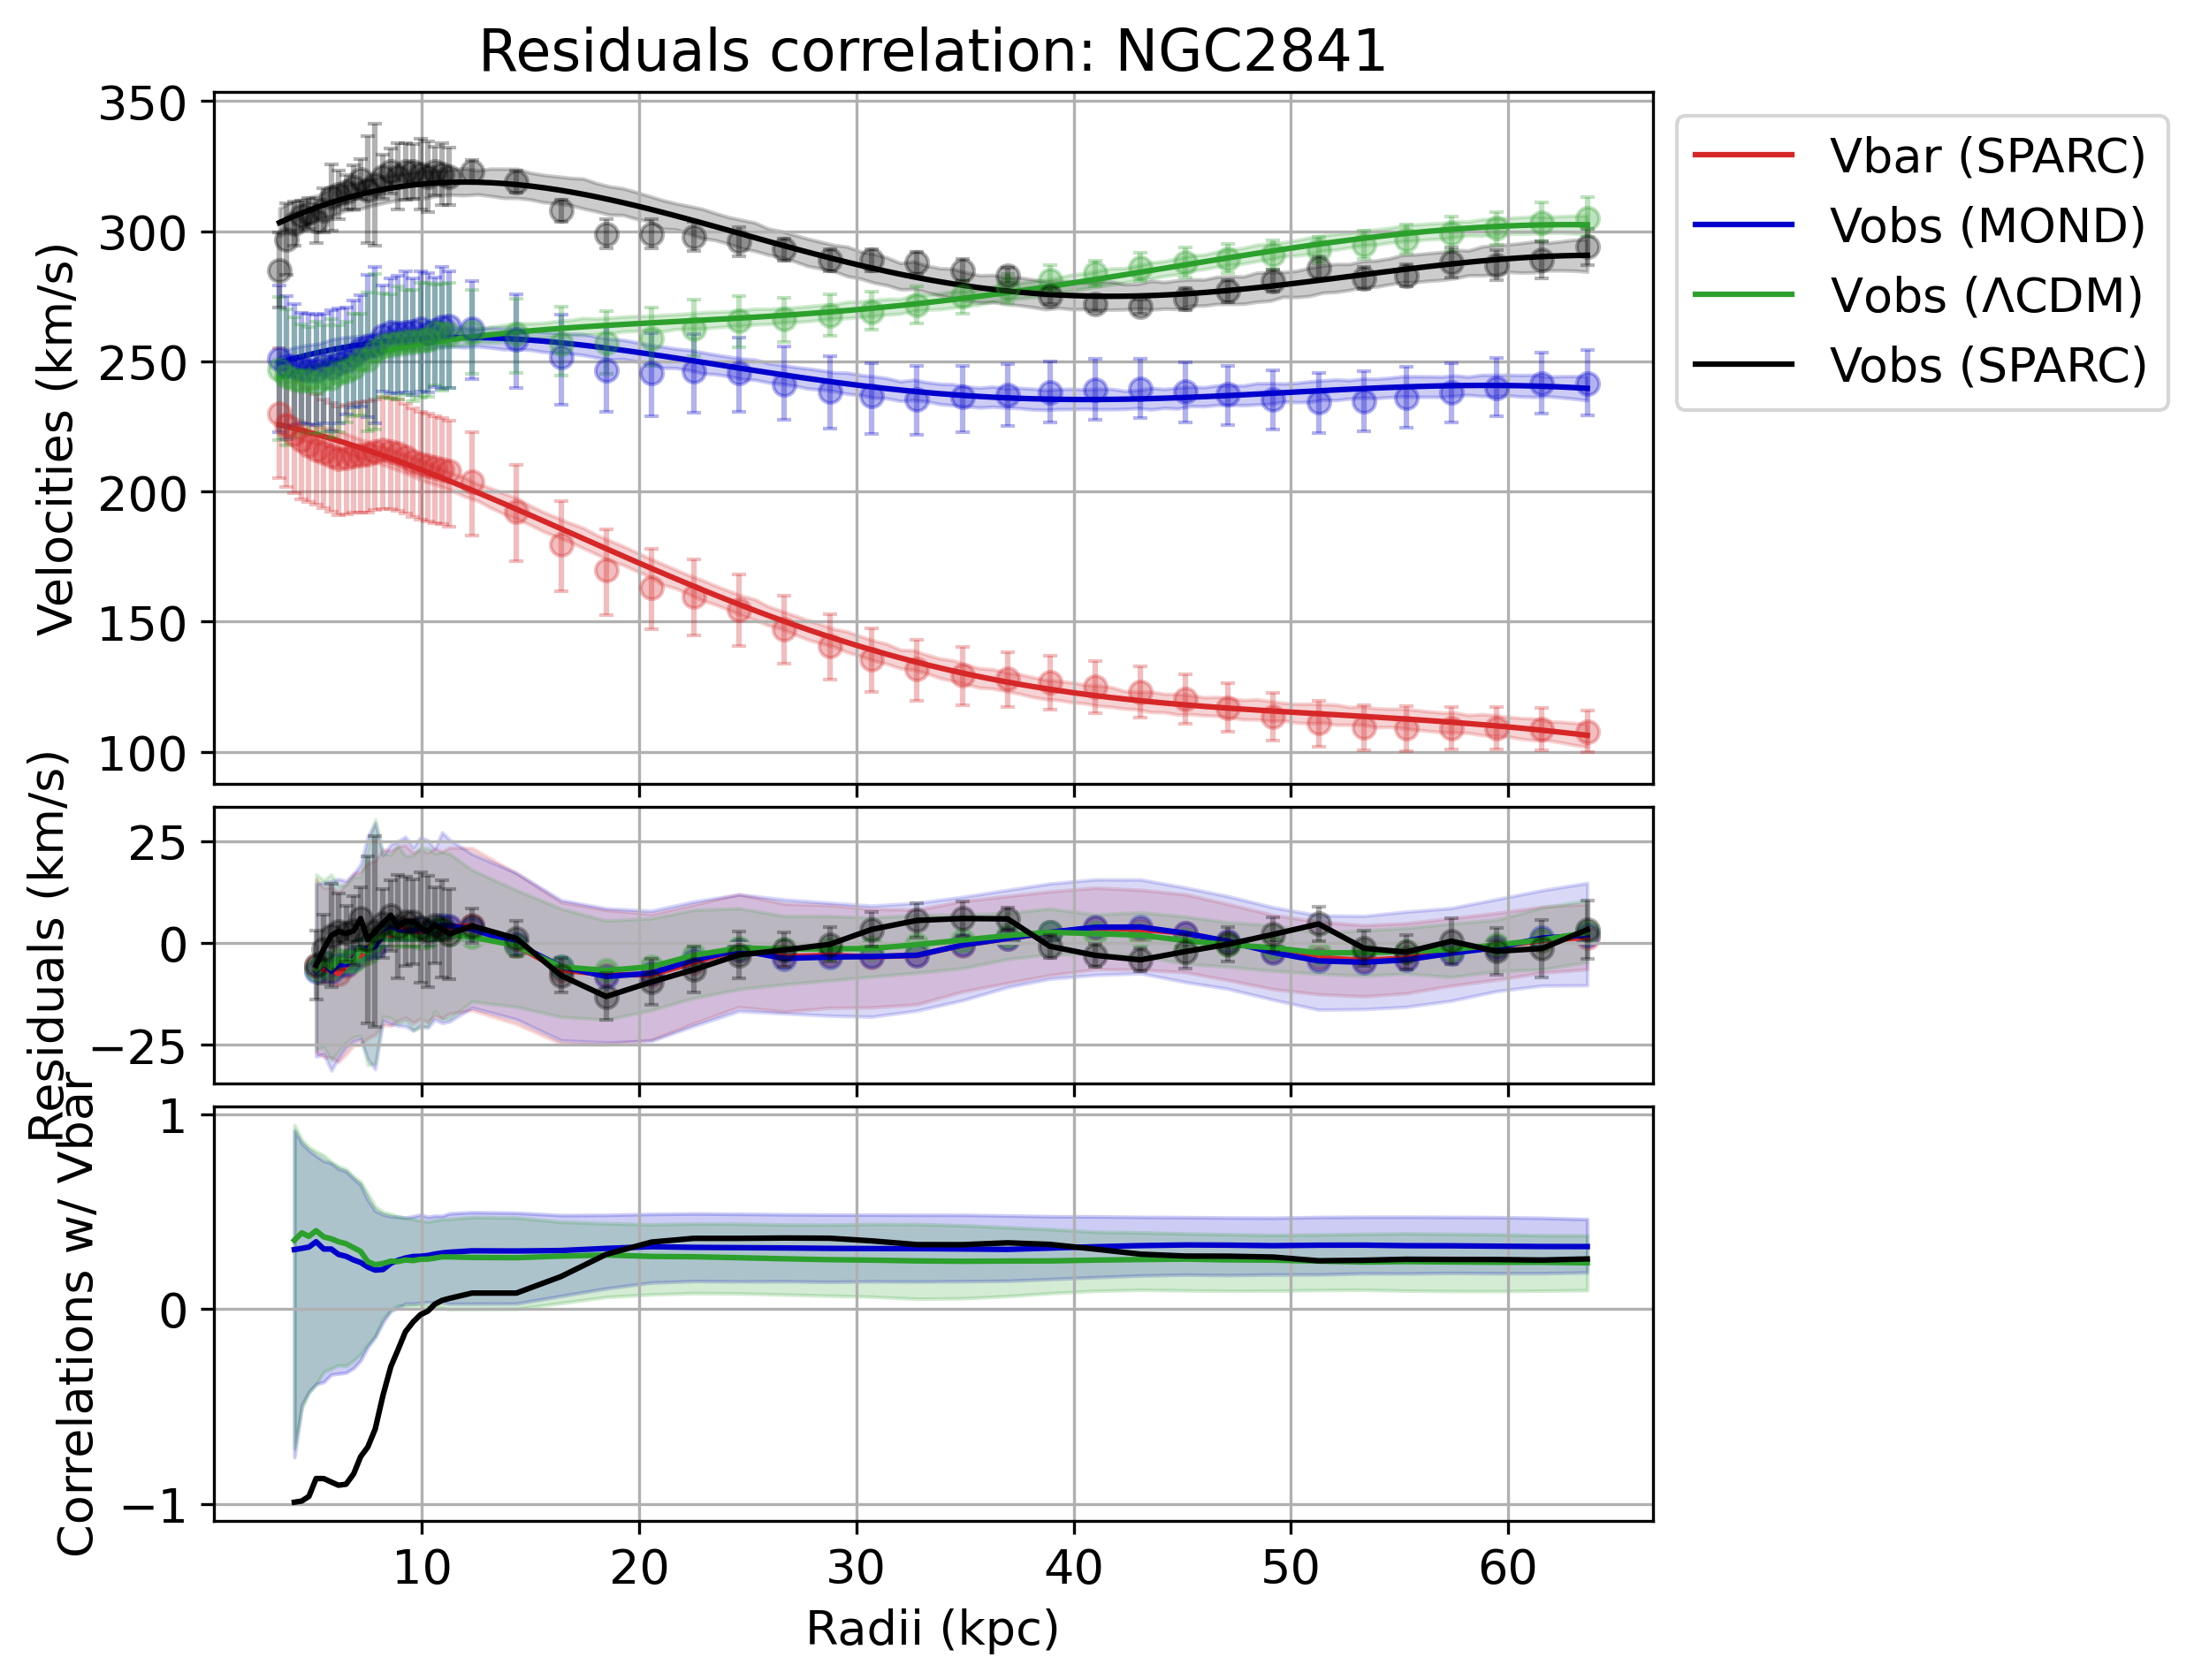 Residuals correlation: NGC2841
350
300
250
200
150
100
Velocities (km/s)
Vbar (SPARC)
Vobs (MOND)
Vobs (ΛCDM)
Vobs (SPARC)
25
0
−25
Residuals (km/s)
1
0
−1
Correlations w/ Vbar
10 20 30 40 50 60
Radii (kpc)